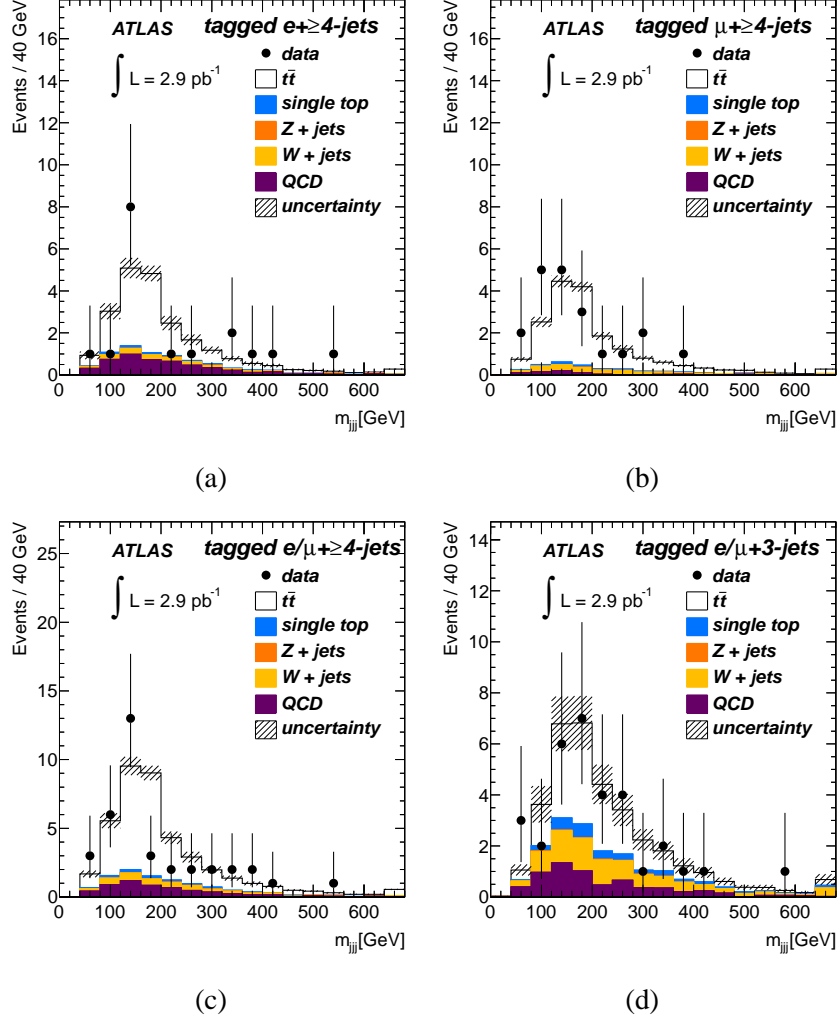 ATLAS tagged e+≥4-jets
∫ L = 2.9 pb⁻¹
data
tt̄
single top
Z + jets
W + jets
QCD
uncertainty
Events / 40 GeV
16
14
12
10
8
6
4
2
0
0 100 200 300 400 500 600
m_jjj[GeV]
(a)
ATLAS tagged μ+≥4-jets
∫ L = 2.9 pb⁻¹
data
tt̄
single top
Z + jets
W + jets
QCD
uncertainty
Events / 40 GeV
16
14
12
10
8
6
4
2
0
0 100 200 300 400 500 600
m_jjj[GeV]
(b)
ATLAS tagged e/μ+≥4-jets
∫ L = 2.9 pb⁻¹
data
tt̄
single top
Z + jets
W + jets
QCD
uncertainty
Events / 40 GeV
25
20
15
10
5
0
0 100 200 300 400 500 600
m_jjj[GeV]
(c)
ATLAS tagged e/μ+3-jets
∫ L = 2.9 pb⁻¹
data
tt̄
single top
Z + jets
W + jets
QCD
uncertainty
Events / 40 GeV
14
12
10
8
6
4
2
0
0 100 200 300 400 500 600
m_jjj[GeV]
(d)